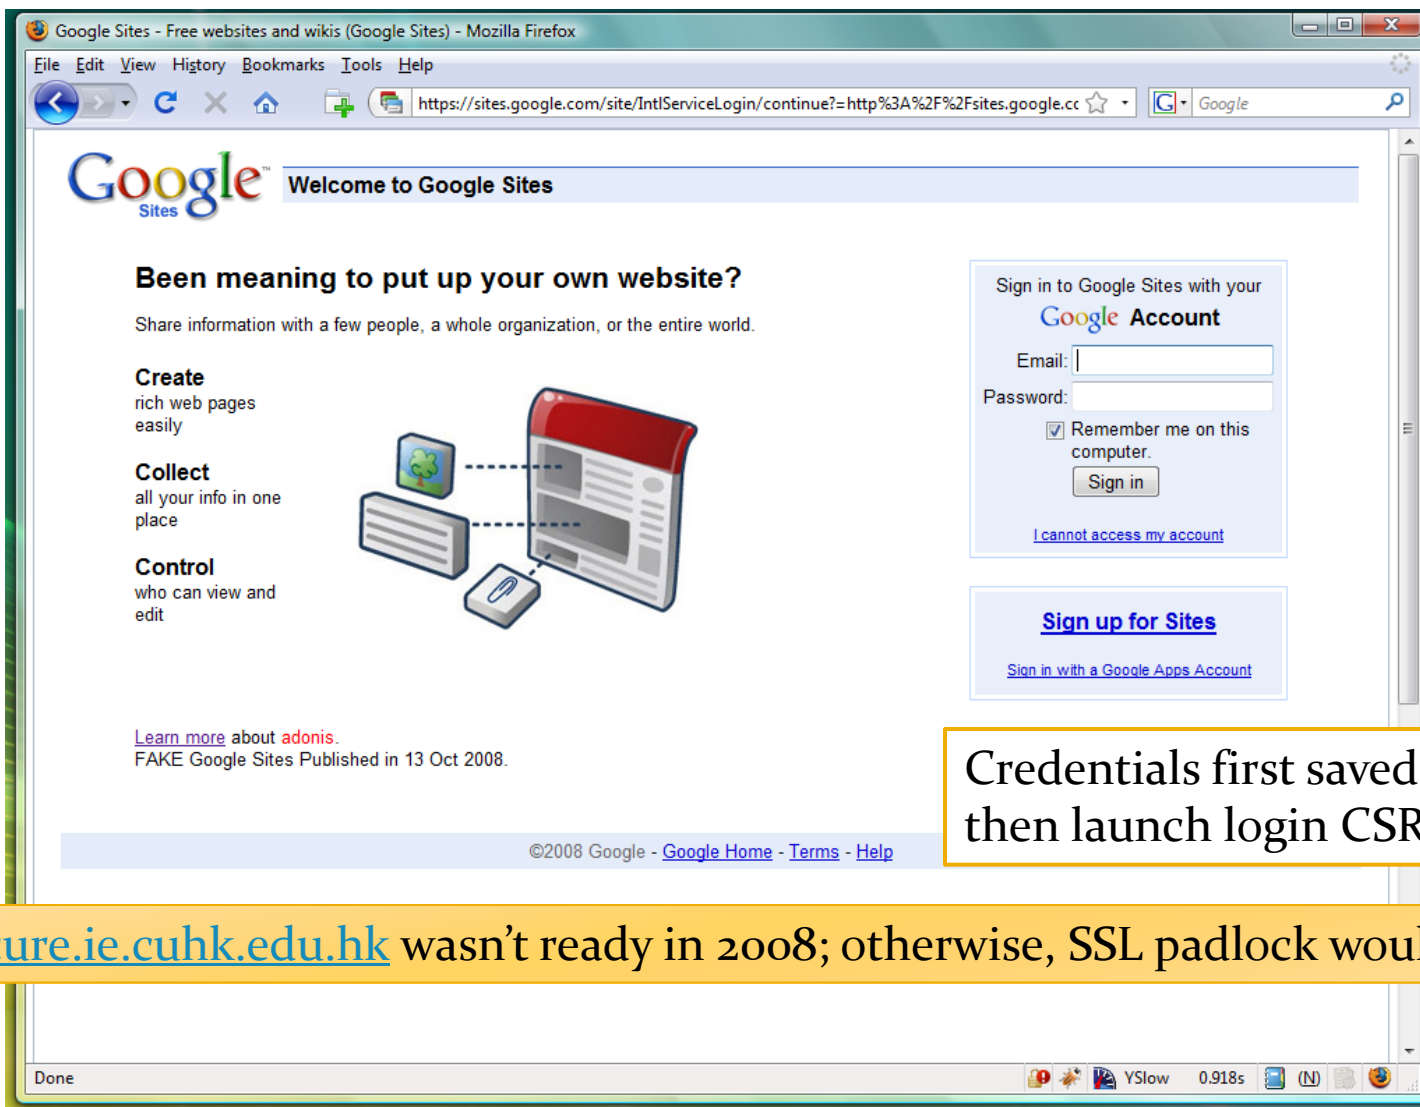 Google Sites - Free websites and wikis (Google Sites) - Mozilla Firefox
File Edit View History Bookmarks Tools Help
https://sites.google.com/site/IntlServiceLogin/continue?=http%3A%2F%2Fsites.google.cc
G Google
Google™ Sites
Welcome to Google Sites
Been meaning to put up your own website?
Share information with a few people, a whole organization, or the entire world.
Create
rich web pages
easily
Collect
all your info in one
place
Control
who can view and
edit
Sign in to Google Sites with your
Google Account
Email:
Password:
Remember me on this
computer.
Sign in
I cannot access my account
Sign up for Sites
Sign in with a Google Apps Account
Learn more about adonis.
FAKE Google Sites Published in 13 Oct 2008.
Credentials first saved
then launch login CSR
©2008 Google - Google Home - Terms - Help
ure.ie.cuhk.edu.hk wasn't ready in 2008; otherwise, SSL padlock woul
Done
YSlow 0.918s (N)